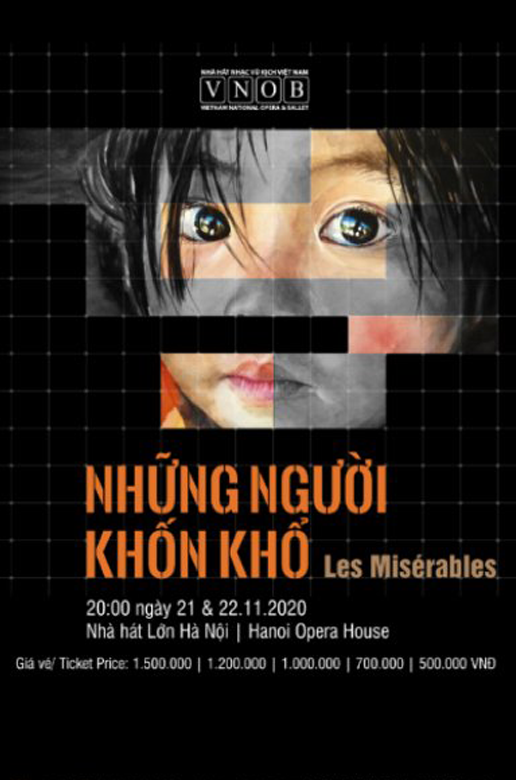 NHÀ HÁT NHẠC VŨ KỊCH VIỆT NAM
VNOB
VIETNAM NATIONAL OPERA & BALLET
NHỮNG NGƯỜI
KHỐN KHỔ Les Misérables
20:00 ngày 21 & 22.11.2020
Nhà hát Lớn Hà Nội | Hanoi Opera House
Giá vé/ Ticket Price: 1.500.000 | 1.200.000 | 1.000.000 | 700.000 | 500.000 VNĐ